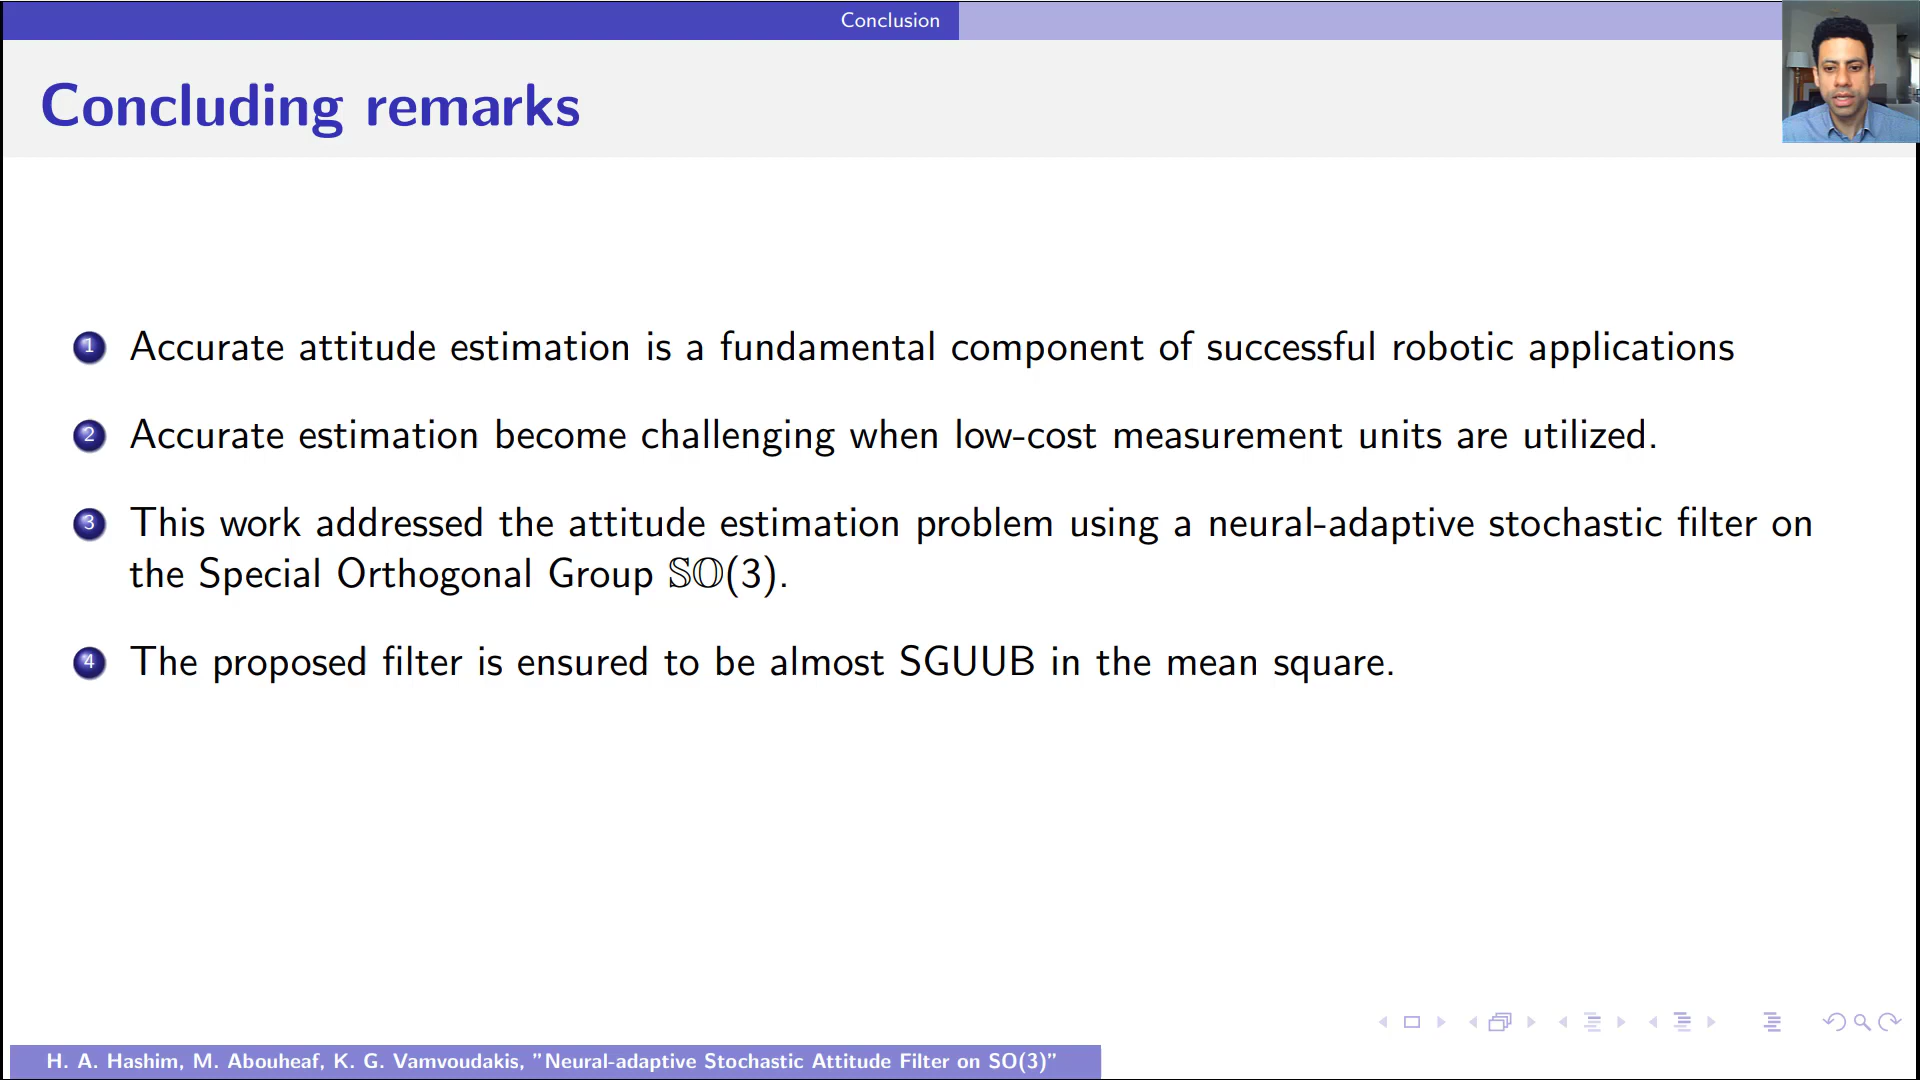 Conclusion
Concluding remarks
1 Accurate attitude estimation is a fundamental component of successful robotic applications
2 Accurate estimation become challenging when low-cost measurement units are utilized.
3 This work addressed the attitude estimation problem using a neural-adaptive stochastic filter on
the Special Orthogonal Group 𝕊𝕆(3).
4 The proposed filter is ensured to be almost SGUUB in the mean square.
H. A. Hashim, M. Abouheaf, K. G. Vamvoudakis, "Neural-adaptive Stochastic Attitude Filter on SO(3)"